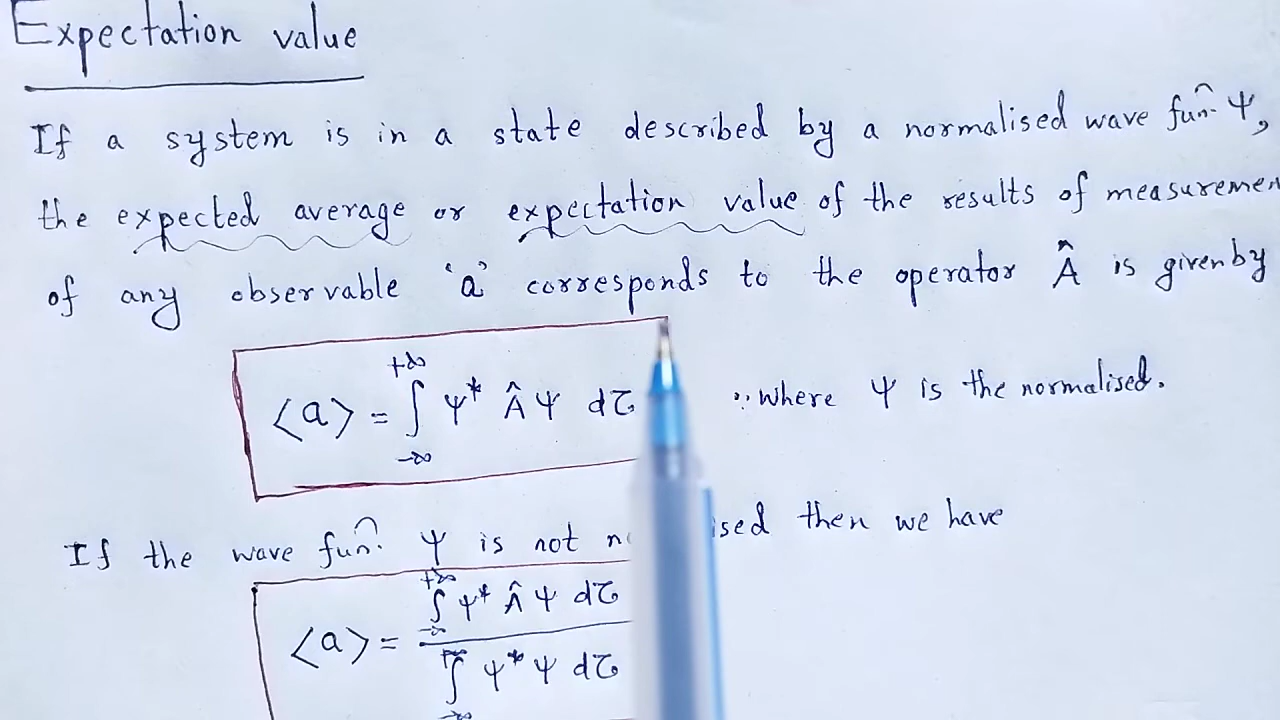 Expectation value
If a system is in a state described by a normalised wave fun. Ψ,
the expected average or expectation value of the results of measuremen
of any observable 'a' corresponds to the operator Â is given by
⟨a⟩ = ∫_{-∞}^{+∞} Ψ* Â Ψ dτ ∵ where Ψ is the normalised.
If the wave fun. Ψ is not n ised then we have
⟨a⟩ = ∫_{-∞}^{+∞} Ψ* Â Ψ dτ / ∫_{-∞}^{+∞} Ψ* Ψ dτ